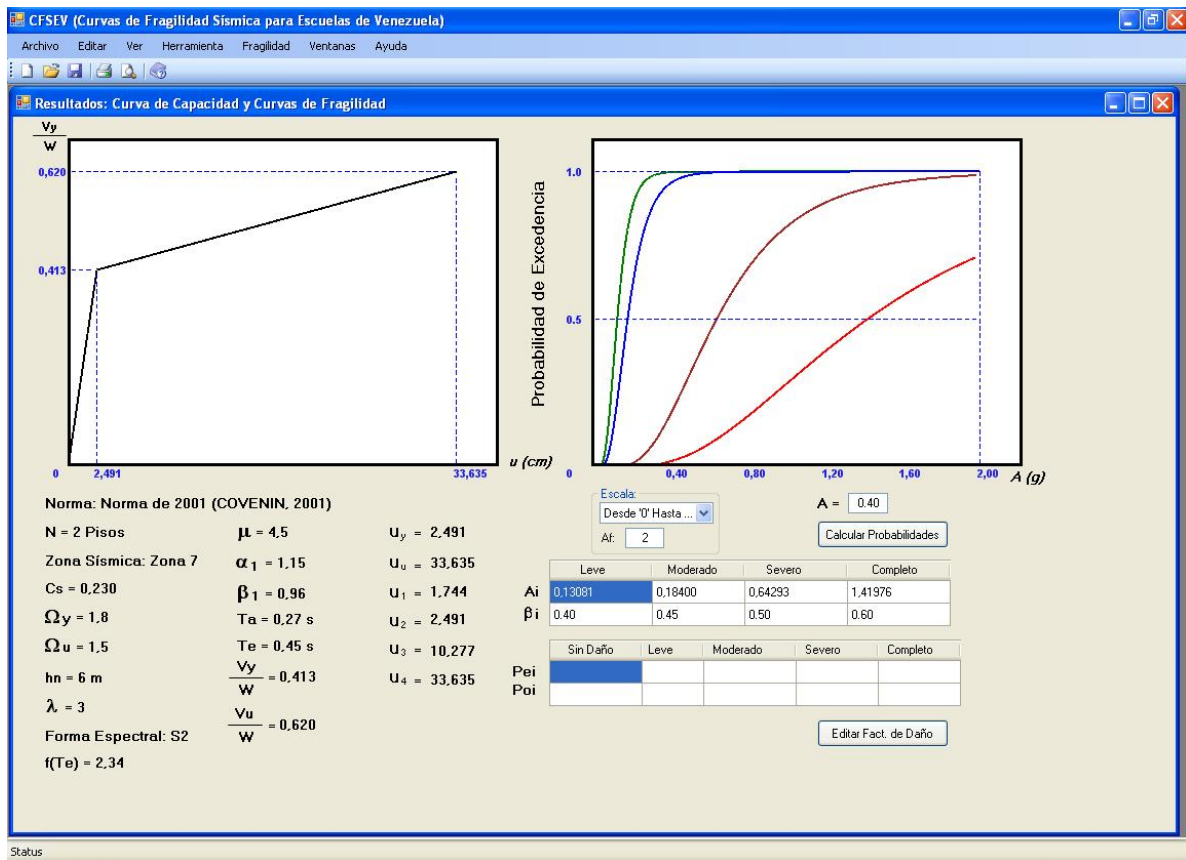 CFSEV (Curvas de Fragilidad Sísmica para Escuelas de Venezuela)
Archivo Editar Ver Herramienta Fragilidad Ventanas Ayuda
Resultados: Curva de Capacidad y Curvas de Fragilidad
Vy
W
0,620
0,413
0
2,491
33,635
u (cm)
Probabilidad de Excedencia
1.0
0.5
0
0,40
0,80
1,20
1,60
2,00
A (g)
Norma: Norma de 2001 (COVENIN, 2001)
N = 2 Pisos
Zona Sísmica: Zona 7
Cs = 0,230
Ωy = 1,8
Ωu = 1,5
hn = 6 m
λ = 3
Forma Espectral: S2
f(Te) = 2,34
μ = 4,5
α1 = 1,15
β1 = 0,96
Ta = 0,27 s
Te = 0,45 s
Vy
W = 0,413
Vu
W = 0,620
uy = 2,491
uu = 33,635
u1 = 1,744
u2 = 2,491
u3 = 10,277
u4 = 33,635
Escala:
Desde '0' Hasta ...
Af: 2
A = 0.40
Calcular Probabilidades
Leve Moderado Severo Completo
Ai 0,13081 0,18400 0,64293 1,41976
βi 0.40 0.45 0.50 0.60
Sin Daño Leve Moderado Severo Completo
Pei
Poi
Editar Fact. de Daño
Status